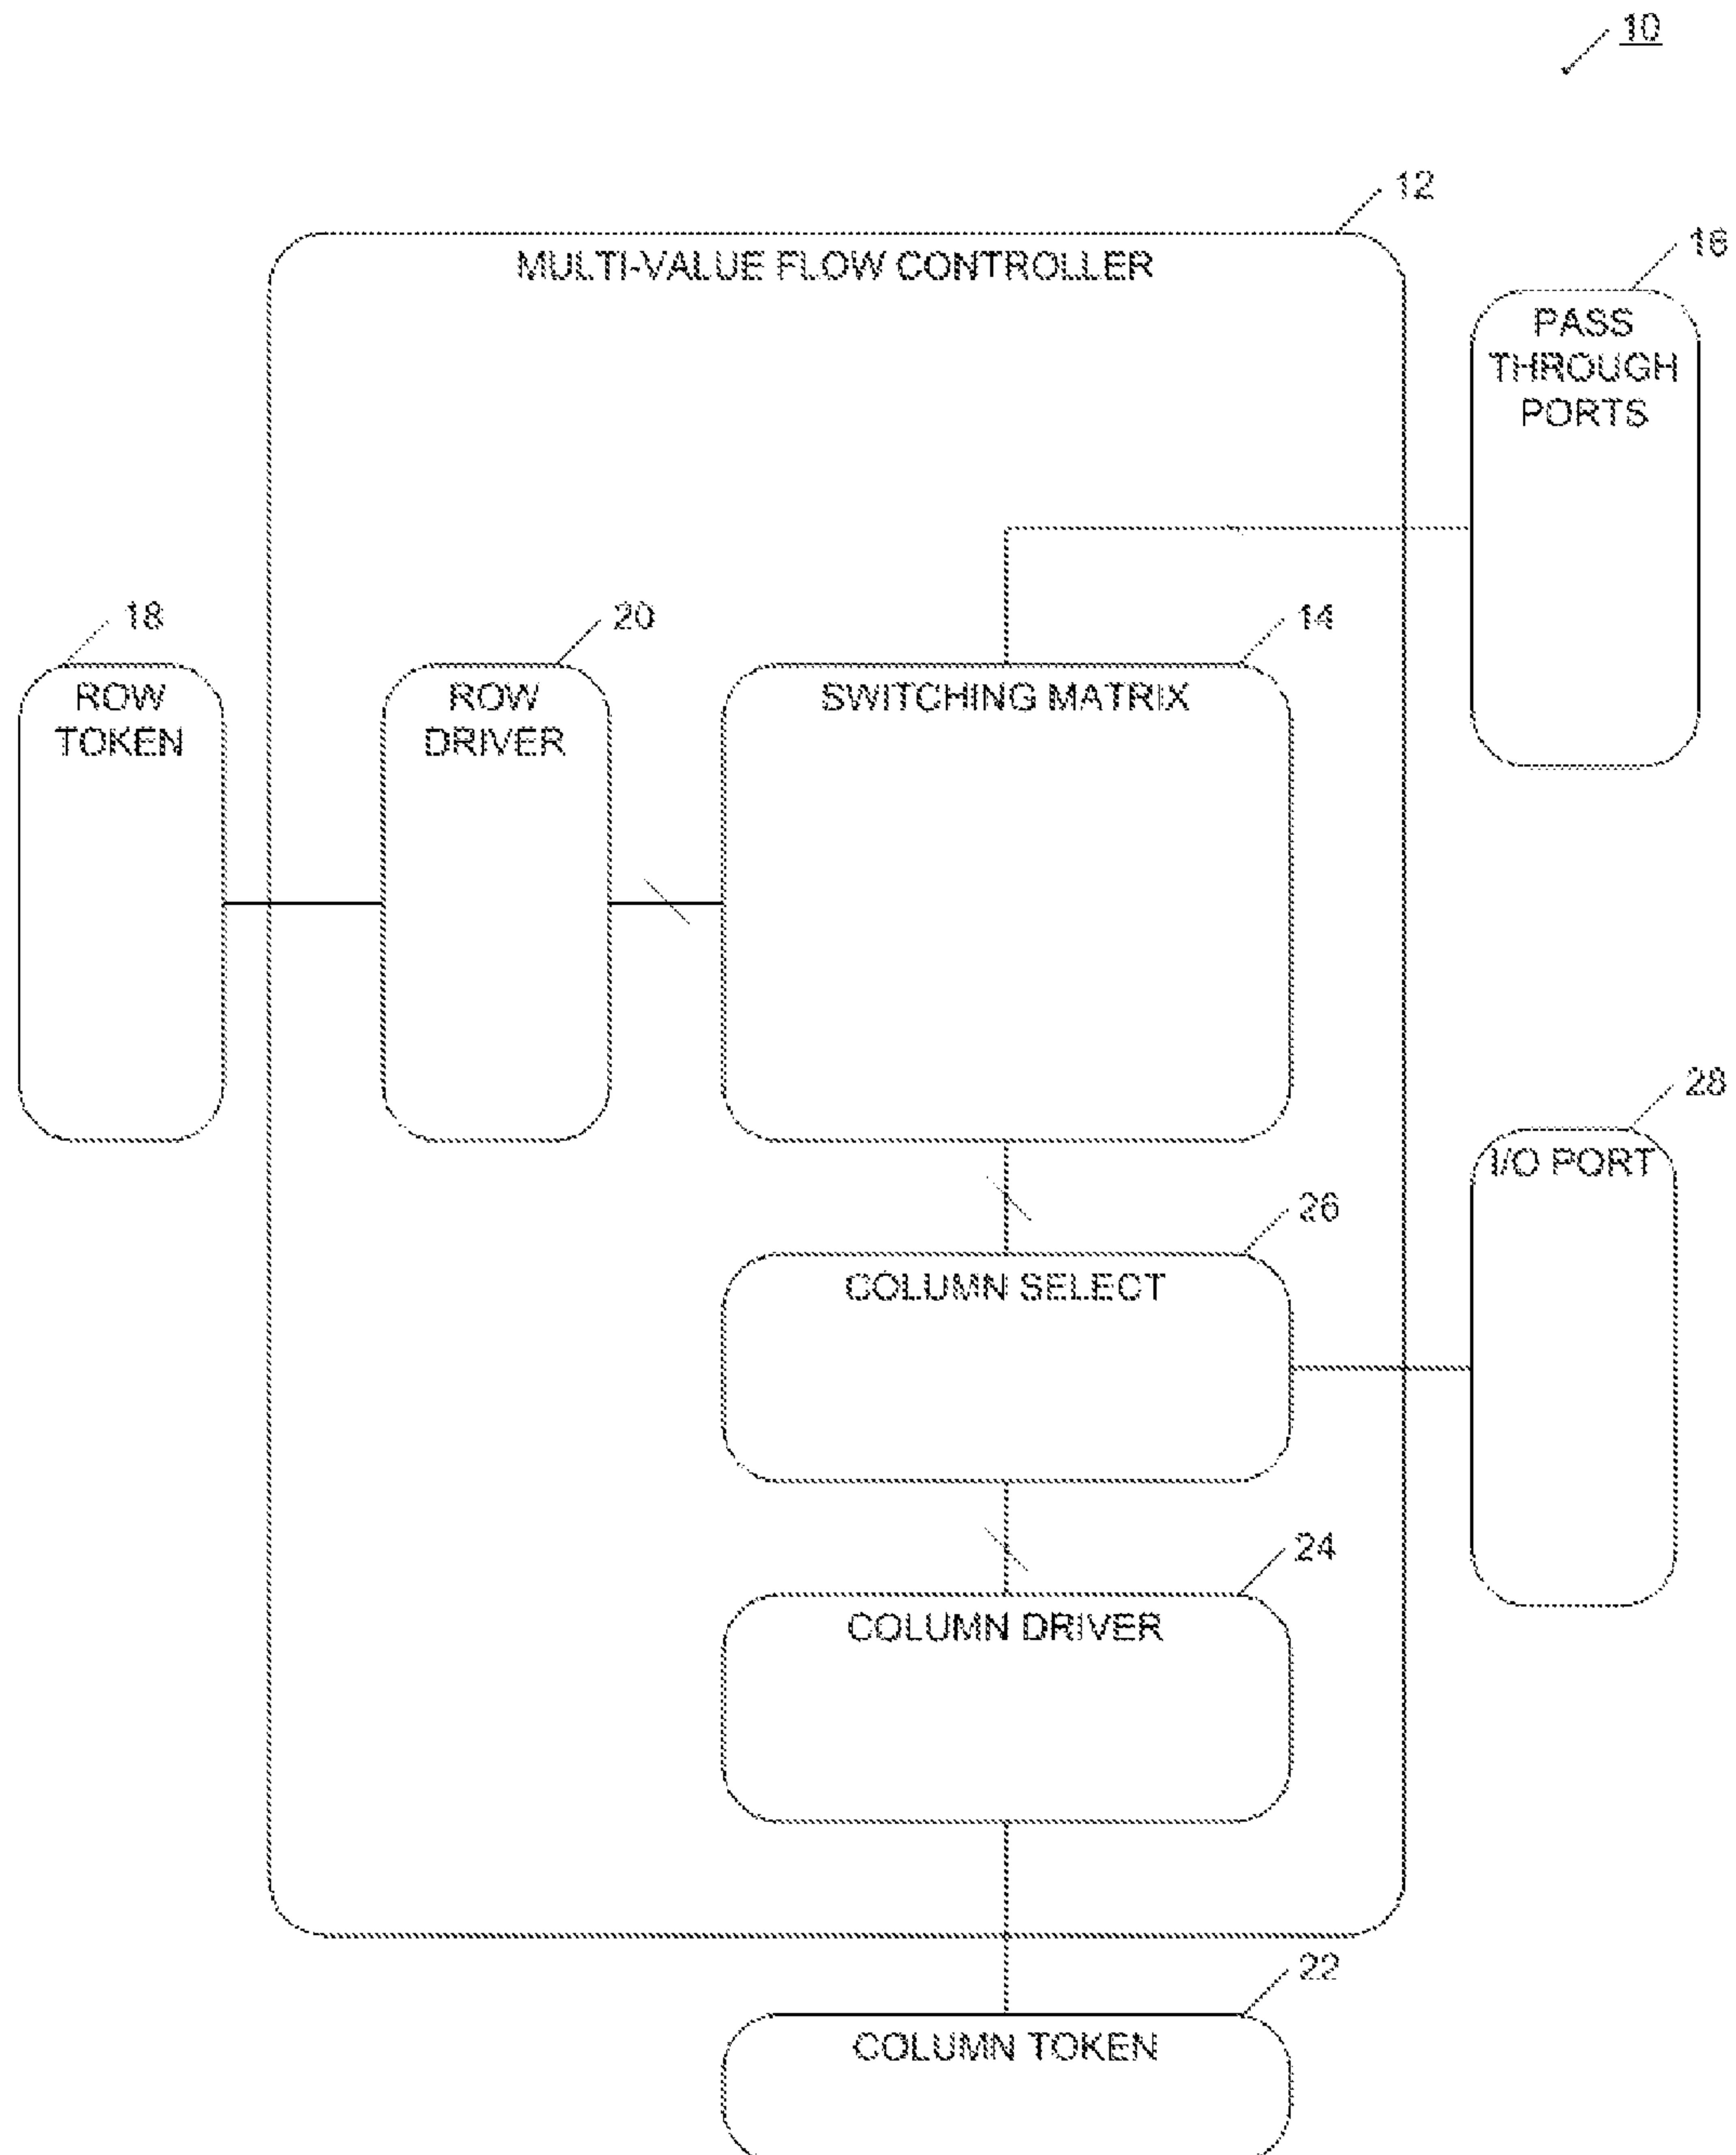 10
12
MULTI-VALUE FLOW CONTROLLER
16
PASS
THROUGH
PORTS
18
20
14
ROW
TOKEN
ROW
DRIVER
SWITCHING MATRIX
28
I/O PORT
26
COLUMN SELECT
24
COLUMN DRIVER
22
COLUMN TOKEN